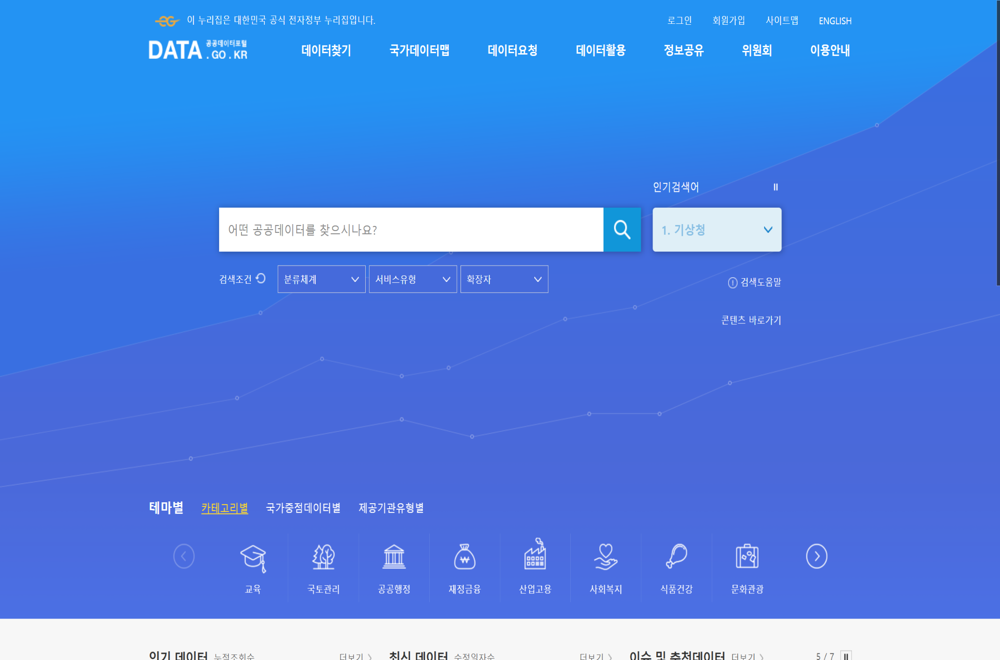 이 누리집은 대한민국 공식 전자정부 누리집입니다.
로그인 회원가입 사이트맵 ENGLISH
DATA 공공데이터포털 .GO.KR
데이터찾기 국가데이터맵 데이터요청 데이터활용 정보공유 위원회 이용안내
인기검색어
어떤 공공데이터를 찾으시나요?
1. 기상청
검색조건 분류체계 서비스유형 확장자
검색도움말
콘텐츠 바로가기
테마별 카테고리별 국가중점데이터별 제공기관유형별
교육 국토관리 공공행정 재정금융 산업고용 사회복지 식품건강 문화관광
인기 데이터 누적조회순 더보기 최신 데이터 수정일자순 더보기 이슈 및 추천데이터 더보기 5 / 7